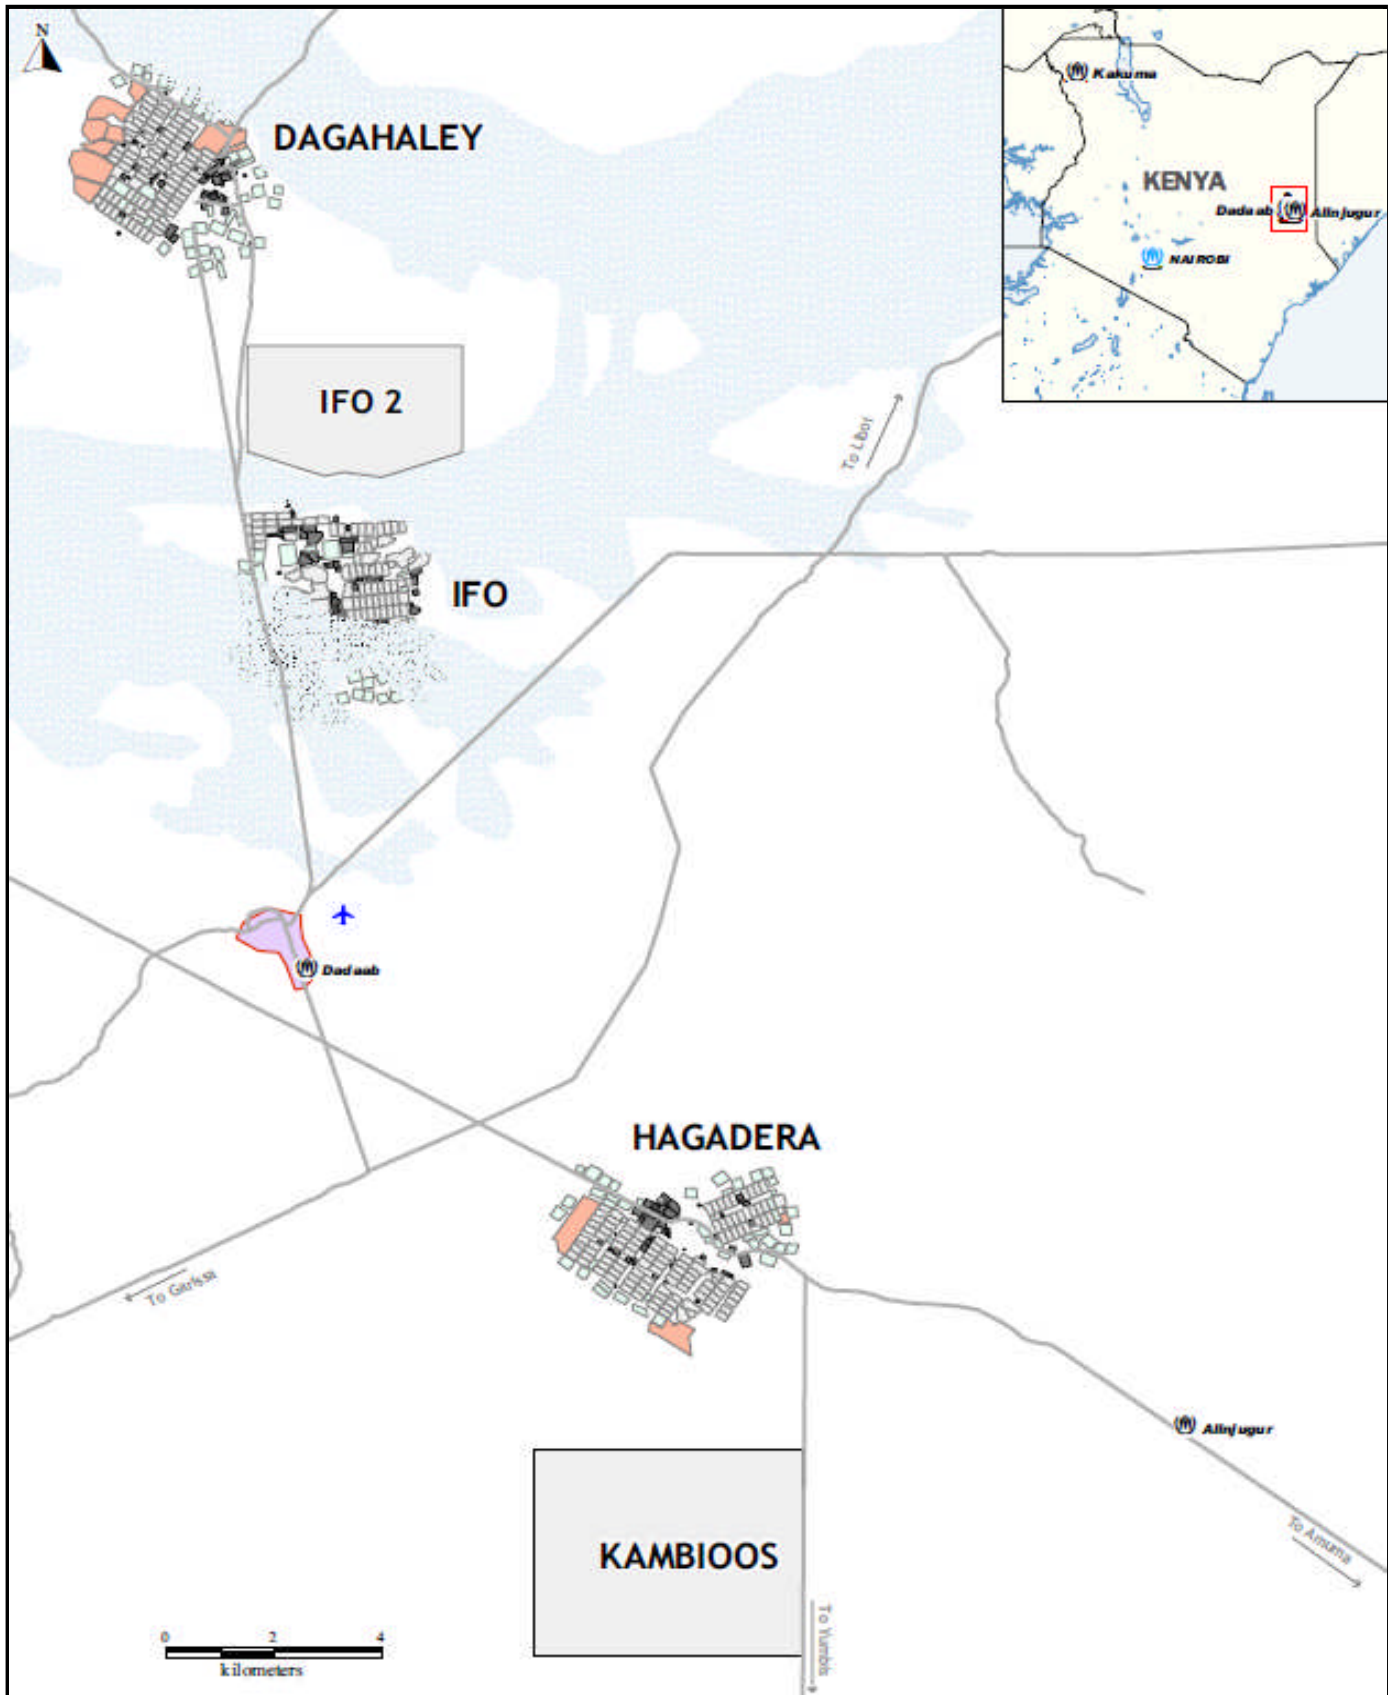 N
DAGAHALEY
Kakuma
KENYA
Dadaab
Alinjugur
NAIROBI
IFO 2
To Liboi
IFO
Dadaab
HAGADERA
To Garissa
Alinjugur
To Amuma
KAMBIOOS
To Yumbis
0 2 4
kilometers